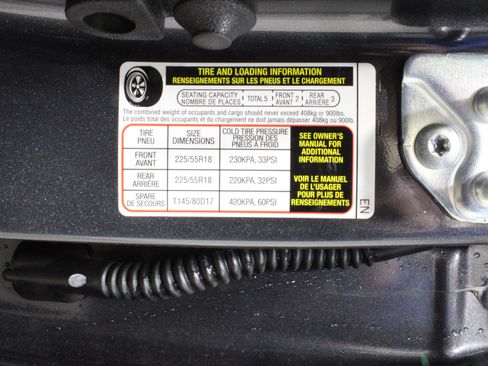 TIRE AND LOADING INFORMATION
RENSEIGNEMENTS SUR LES PNEUS ET LE CHARGEMENT
SEATING CAPACITY NOMBRE DE PLACES TOTAL 5 FRONT AVANT 2 REAR ARRIÈRE 3
The combined weight of occupants and cargo should never exceed 408kg or 900lbs.
Le poids total des occupants et du chargement ne doit jamais dépasser 408kg ou 900lb.
TIRE PNEU SIZE DIMENSIONS COLD TIRE PRESSURE PRESSION DES PNEUS À FROID
FRONT AVANT 225/55R18 230KPA, 33PSI
REAR ARRIÈRE 225/55R18 220KPA, 32PSI
SPARE DE SECOURS T145/80D17 420KPA, 60PSI
SEE OWNER'S
MANUAL FOR
ADDITIONAL
INFORMATION
VOIR LE MANUEL
DE L'USAGER
POUR PLUS DE
RENSEIGNEMENTS
EN